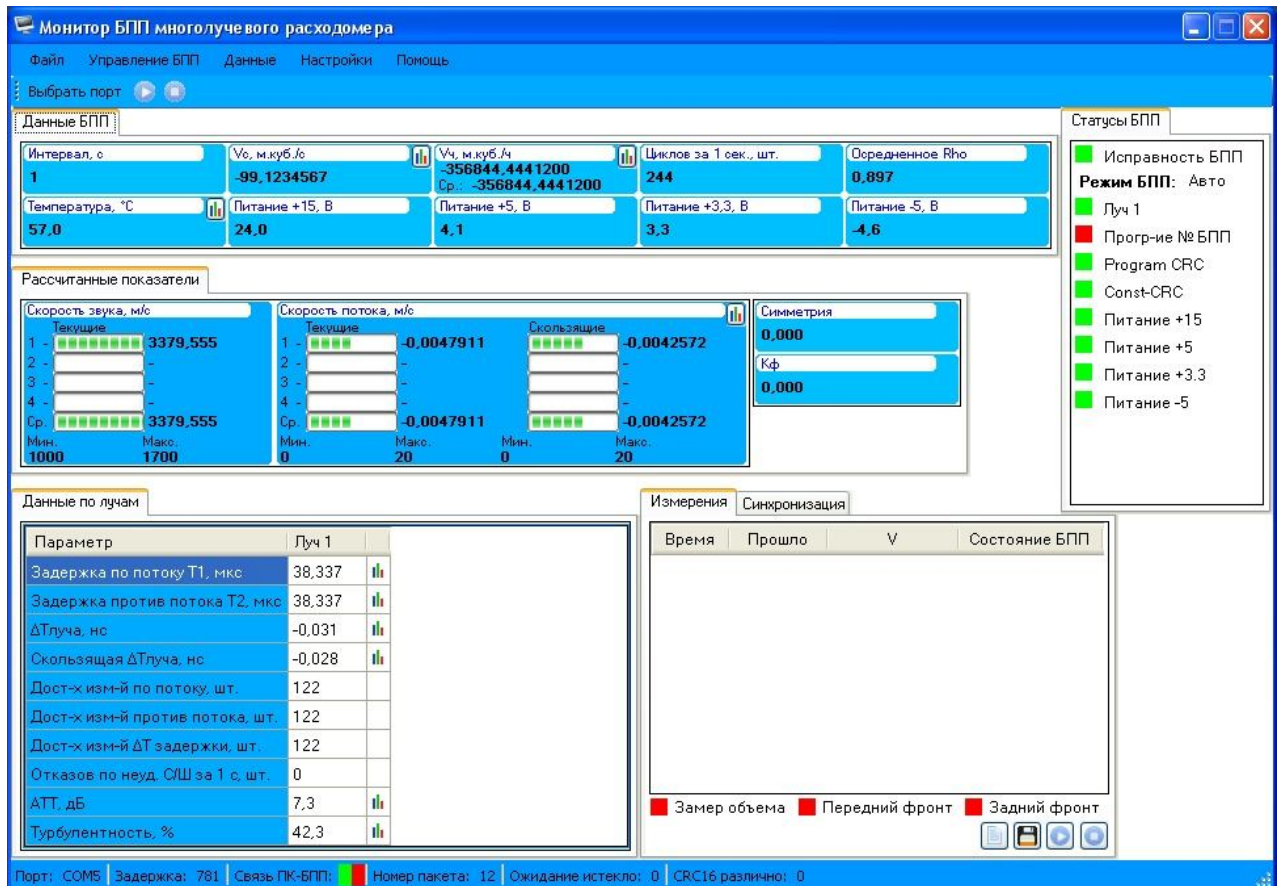 Монитор БПП многолучевого расходомера
Файл Управление БПП Данные Настройки Помощь
Выбрать порт
Данные БПП
Интервал, с Vс, м.куб./с Vч, м.куб./ч Циклов за 1 сек., шт. Осредненное Rho
1 -99,1234567 -356844,4441200 244 0,897
Ср.: -356844,4441200
Температура, °C Питание +15, В Питание +5, В Питание +3,3, В Питание -5, В
57,0 24,0 4,1 3,3 -4,6
Статусы БПП
Исправность БПП
Режим БПП: Авто
Луч 1
Прогр-ие № БПП
Program CRC
Const-CRC
Питание +15
Питание +5
Питание +3.3
Питание -5
Рассчитанные показатели
Скорость звука, м/с Скорость потока, м/с
Текущие Текущие Скользящие
1 - 3379,555 1 - -0,0047911 -0,0042572
2 - - 2 - - -
3 - - 3 - - -
4 - - 4 - - -
Ср. 3379,555 Ср. -0,0047911 -0,0042572
Мин. Макс. Мин. Макс. Мин. Макс.
1000 1700 0 20 0 20
Симметрия
0,000
Кф
0,000
Данные по лучам
Параметр Луч 1
Задержка по потоку T1, мкс 38,337
Задержка против потока T2, мкс 38,337
ΔTлуча, нс -0,031
Скользящая ΔTлуча, нс -0,028
Дост-х изм-й по потоку, шт. 122
Дост-х изм-й против потока, шт. 122
Дост-х изм-й ΔT задержки, шт. 122
Отказов по неуд. С/Ш за 1 с, шт. 0
АТТ, дБ 7,3
Турбулентность, % 42,3
Измерения Синхронизация
Время Прошло V Состояние БПП
Замер объема Передний фронт Задний фронт
Порт: COM5 Задержка: 781 Связь ПК-БПП: Номер пакета: 12 Ожидание истекло: 0 CRC16 различно: 0